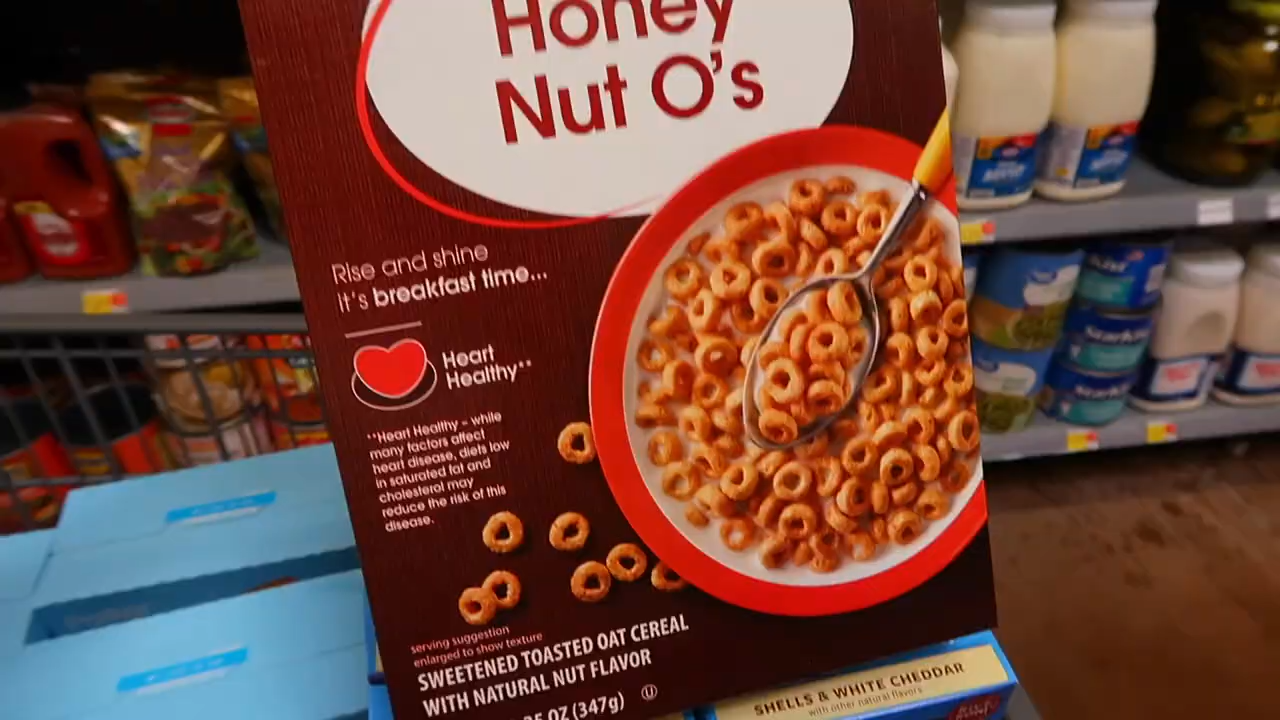 Honey
Nut O's
Rise and shine
it's breakfast time...
Heart
Healthy**
**Heart Healthy – while
many factors affect
heart disease, diets low
in saturated fat and
cholesterol may
reduce the risk of this
disease.
serving suggestion
enlarged to show texture
SWEETENED TOASTED OAT CEREAL
WITH NATURAL NUT FLAVOR
OZ (347g)
U
SHELLS & WHITE CHEDDAR
with other natural flavors
StarKist